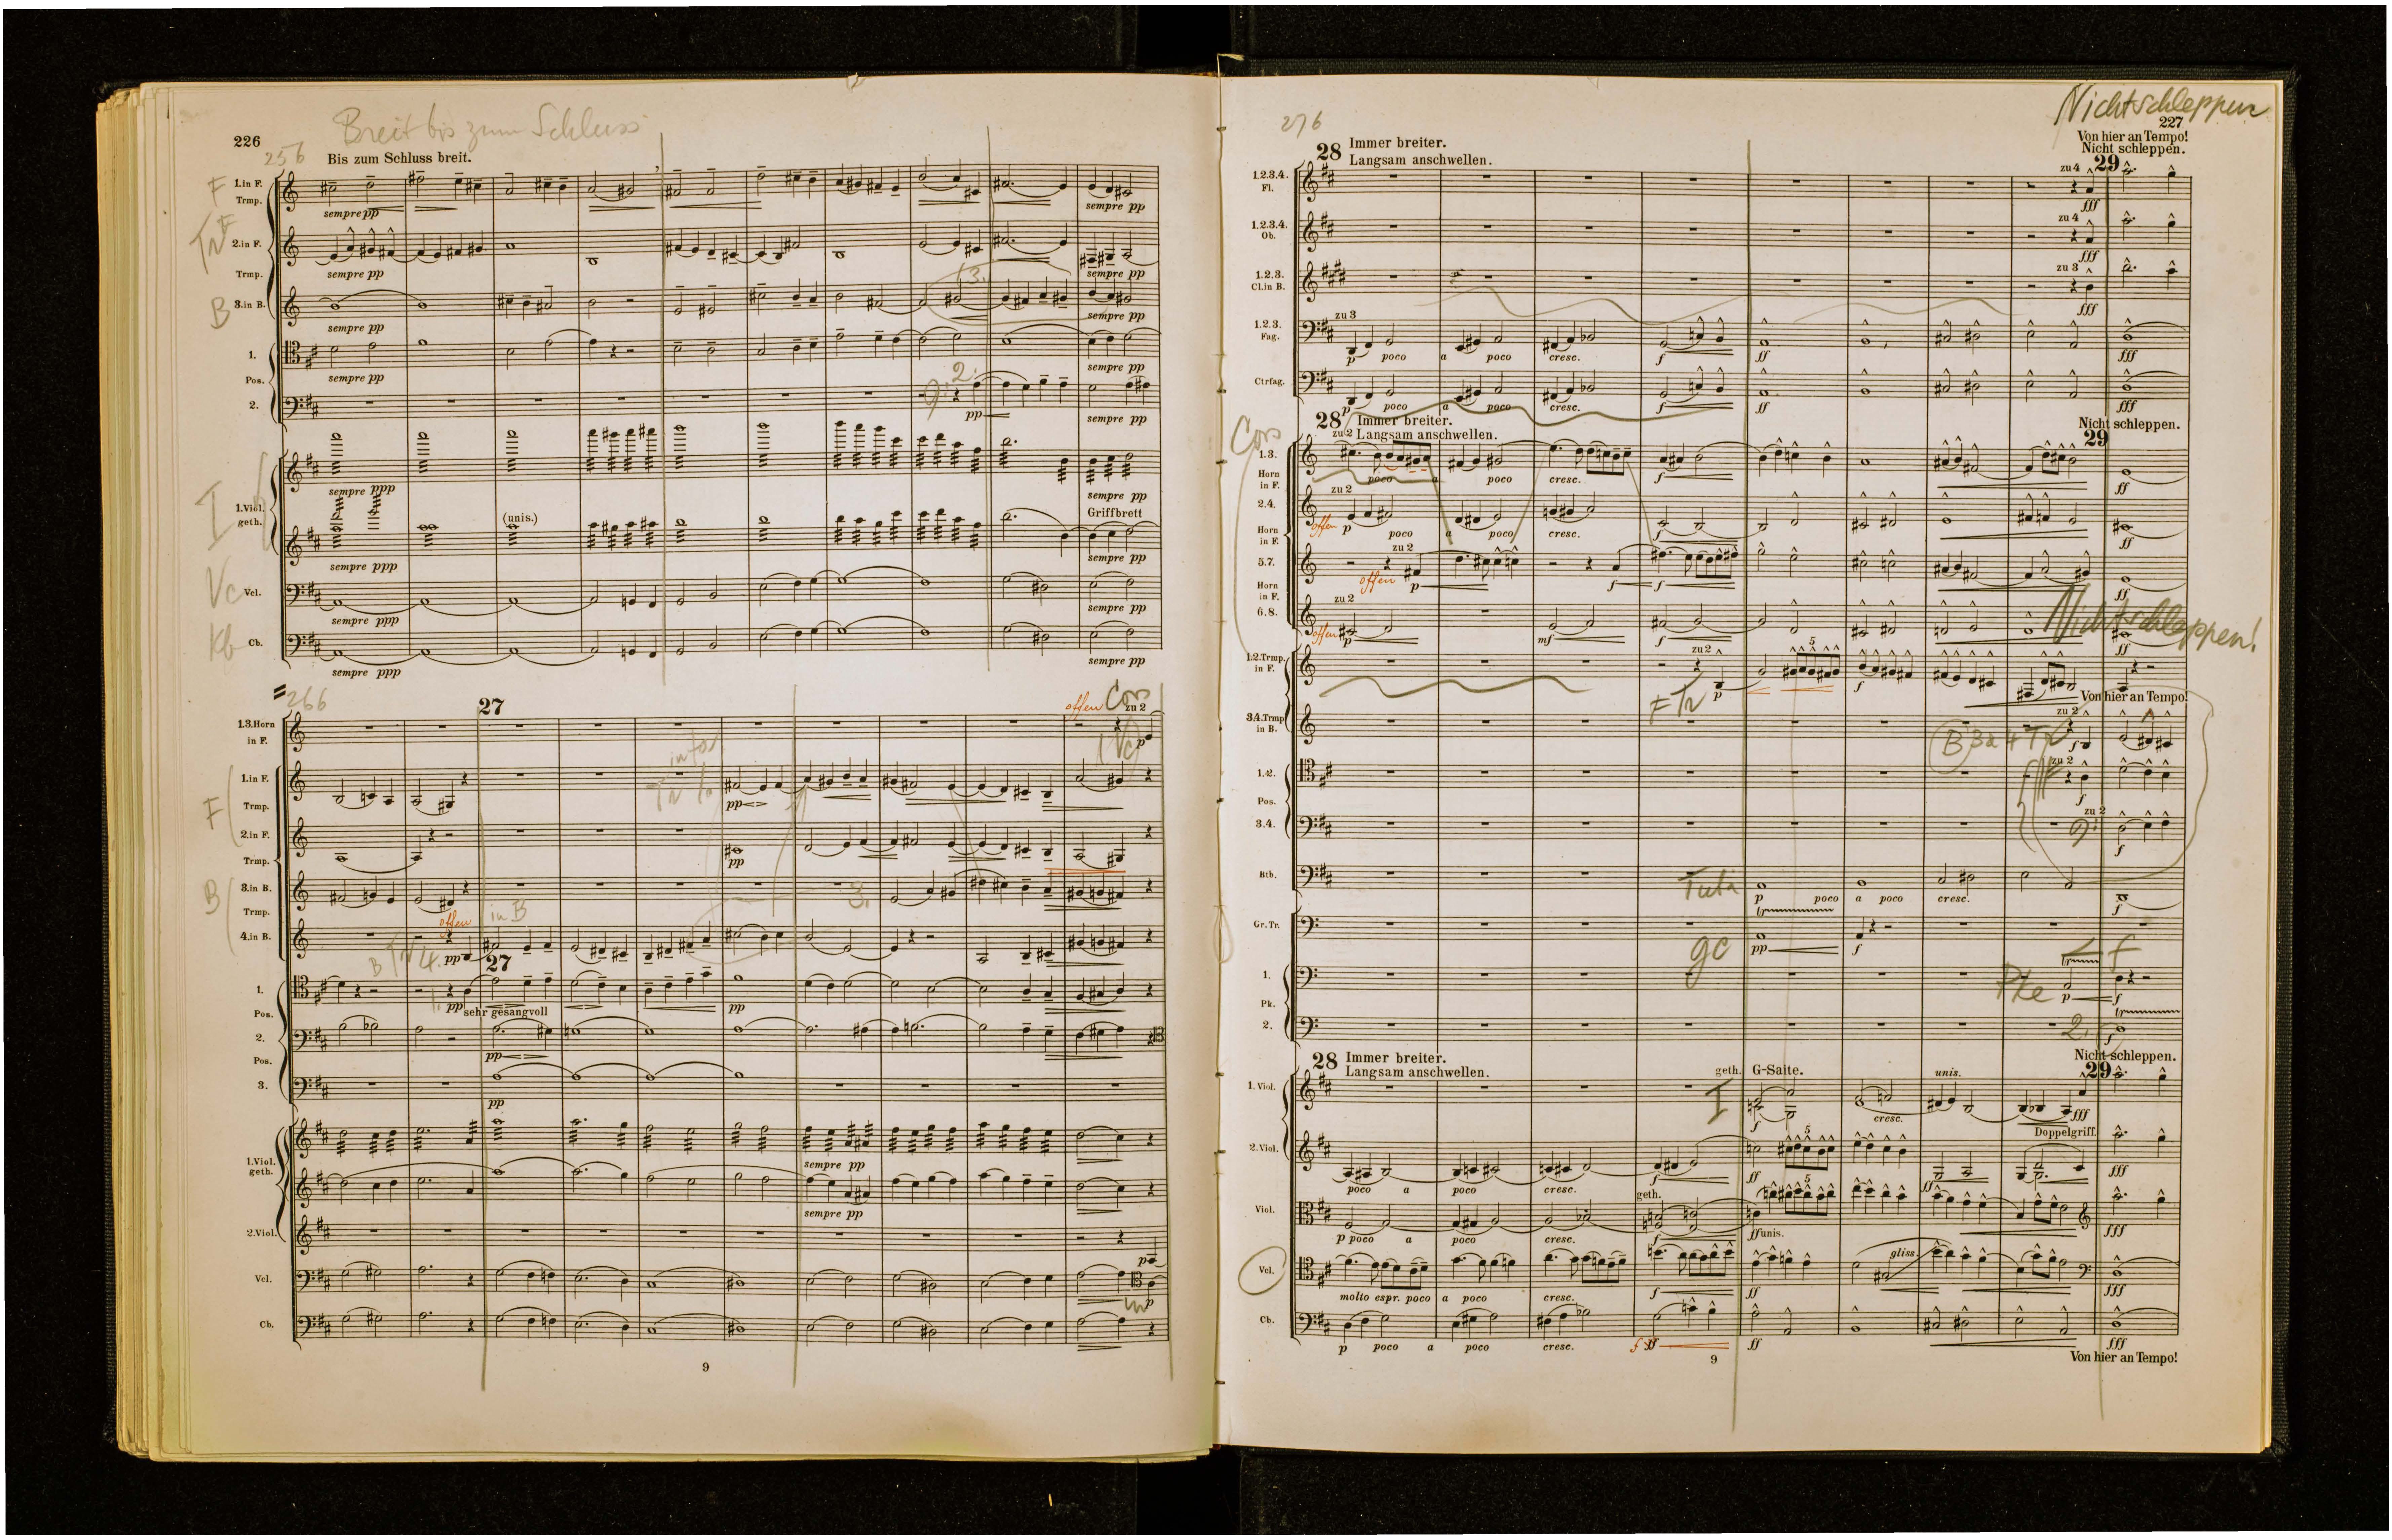 226
Breit bis zum Schluss
256
Bis zum Schluss breit.
F
1. in F.
Trmp.
sempre pp
Tr F
2. in F.
Trmp.
sempre pp
sempre pp
B
3. in B.
3.
sempre pp
sempre pp
1.
Pos.
sempre pp
sempre pp
2.
2.
pp
sempre pp
I
1. Viol.
geth.
sempre ppp
sempre pp
(unis.)
Griffbrett
sempre ppp
sempre pp
Vc
Vcl.
sempre ppp
sempre pp
Kb
Cb.
sempre ppp
sempre pp
266
27
offen
Cors
1.3. Horn
in F.
zu 2
p
F
1. in F.
Trmp.
pp
2. in F.
Trmp.
pp
B
3. in B.
Trmp.
3.
offen
in B
4. in B.
B Tr 4.
pp
27
1.
Pos.
pp sehr gesangvoll
pp
2.
Pos.
pp
3.
pp
1. Viol.
geth.
sempre pp
sempre pp
2. Viol.
p
Vcl.
p
Cb.
9
276
Nicht schleppen
227
28
Immer breiter.
Langsam anschwellen.
Von hier an Tempo!
Nicht schleppen.
29
1.2.3.4.
Fl.
zu 4
fff
1.2.3.4.
Ob.
zu 4
fff
1.2.3.
Cl. in B.
zu 3
fff
1.2.3.
Fag.
zu 3
p poco a poco cresc. f ff fff
Ctrfag.
p poco a poco cresc. f ff fff
Cors
28
Immer breiter.
Langsam anschwellen.
Nicht schleppen.
29
1.3.
Horn
in F.
zu 2
poco a poco cresc. f ff
2.4.
Horn
in F.
zu 2
offen p
poco a poco cresc. f ff
5.7.
Horn
in F.
zu 2
offen
p f f ff
6.8.
zu 2
offen p mf f ff
Nicht schleppen!
1.2. Trmp.
in F.
zu 2
5
p f
F Tr
Von hier an Tempo!
3.4. Trmp
in B.
zu 2
B 3a 4 Tr
f
1.2.
Pos.
zu 2
f
3.4.
zu 2
f
Btb.
Tuba
p poco a poco cresc. f
Gr. Tr.
gc
tr
pp f
1.
Pk.
Pke
tr
p f
f
2.
2.
tr
f
28
Immer breiter.
Langsam anschwellen.
Nicht schleppen.
29
1. Viol.
geth. G-Saite.
unis.
I
f cresc. fff
2. Viol.
5
Doppelgriff.
poco a poco cresc. f ff ff fff
Viol.
geth.
5
p poco a poco cresc. f ff unis. fff
Vcl.
gliss.
molto espr. poco a poco cresc. f ff fff
Cb.
p poco a poco cresc. f ff ff fff
9
Von hier an Tempo!